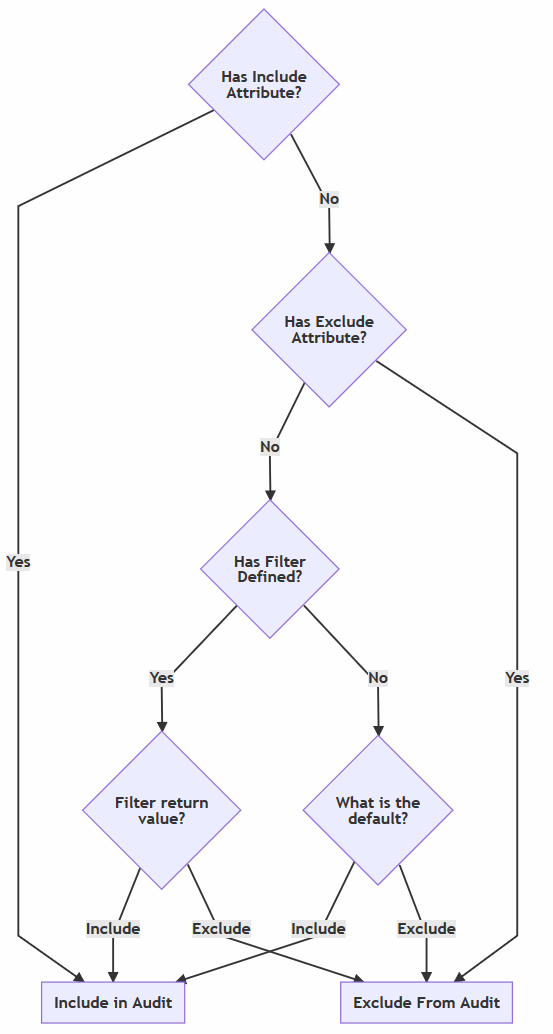 Has Include
Attribute?
No
Has Exclude
Attribute?
No
Yes
Has Filter
Defined?
Yes
No
Yes
Filter return
value?
What is the
default?
Include
Exclude
Include
Exclude
Include in Audit
Exclude From Audit